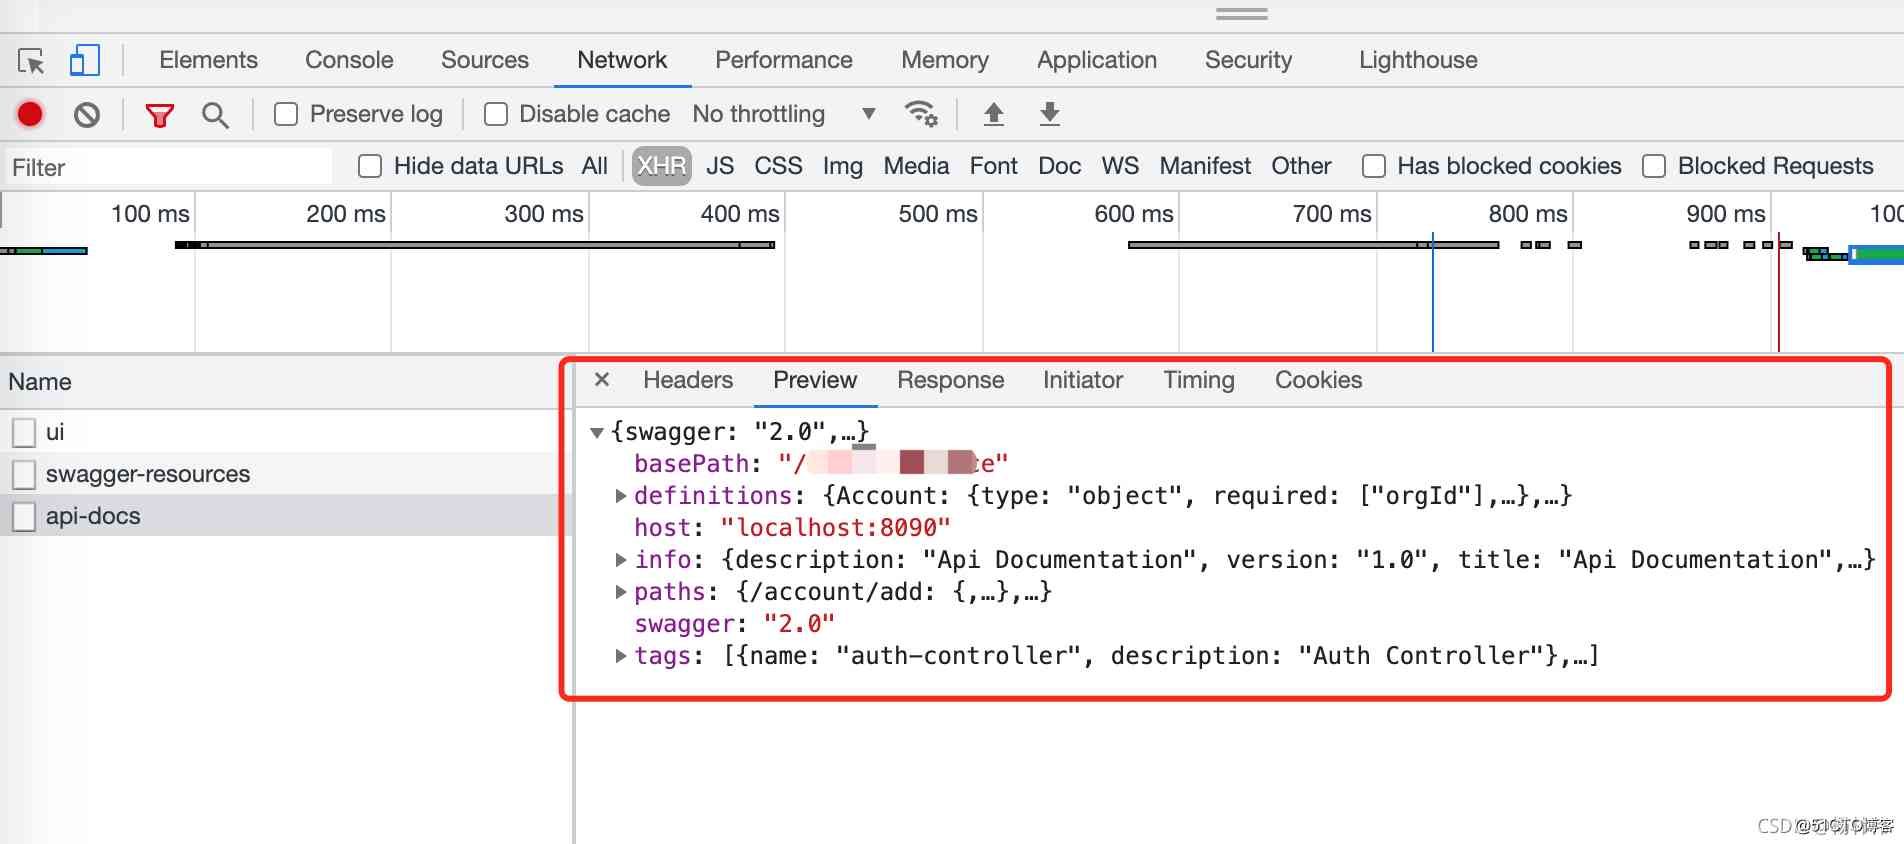 Elements Console Sources Network Performance Memory Application Security Lighthouse
Preserve log Disable cache No throttling
Filter Hide data URLs All XHR JS CSS Img Media Font Doc WS Manifest Other Has blocked cookies Blocked Requests
100 ms 200 ms 300 ms 400 ms 500 ms 600 ms 700 ms 800 ms 900 ms 100
Name
ui
swagger-resources
api-docs
× Headers Preview Response Initiator Timing Cookies
▼{swagger: "2.0",…}
basePath: "/ ce"
▶definitions: {Account: {type: "object", required: ["orgId"],…},…}
host: "localhost:8090"
▶info: {description: "Api Documentation", version: "1.0", title: "Api Documentation",…}
▶paths: {/account/add: {,…},…}
swagger: "2.0"
▶tags: [{name: "auth-controller", description: "Auth Controller"},…]
CSDN @51CTO博客